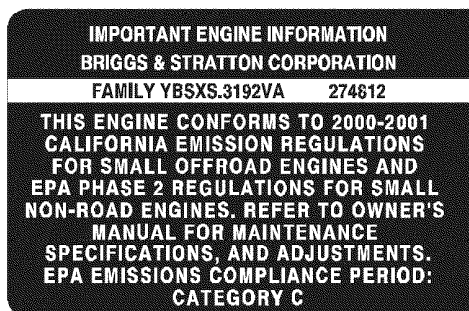 IMPORTANT ENGINE INFORMATION
BRIGGS & STRATTON CORPORATION
FAMILY YBSXS.3192VA 274812
THIS ENGINE CONFORMS TO 2000-2001
CALIFORNIA EMISSION REGULATIONS
FOR SMALL OFFROAD ENGINES AND
EPA PHASE 2 REGULATIONS FOR SMALL
NON-ROAD ENGINES. REFER TO OWNER'S
MANUAL FOR MAINTENANCE
SPECIFICATIONS, AND ADJUSTMENTS.
EPA EMISSIONS COMPLIANCE PERIOD:
CATEGORY C